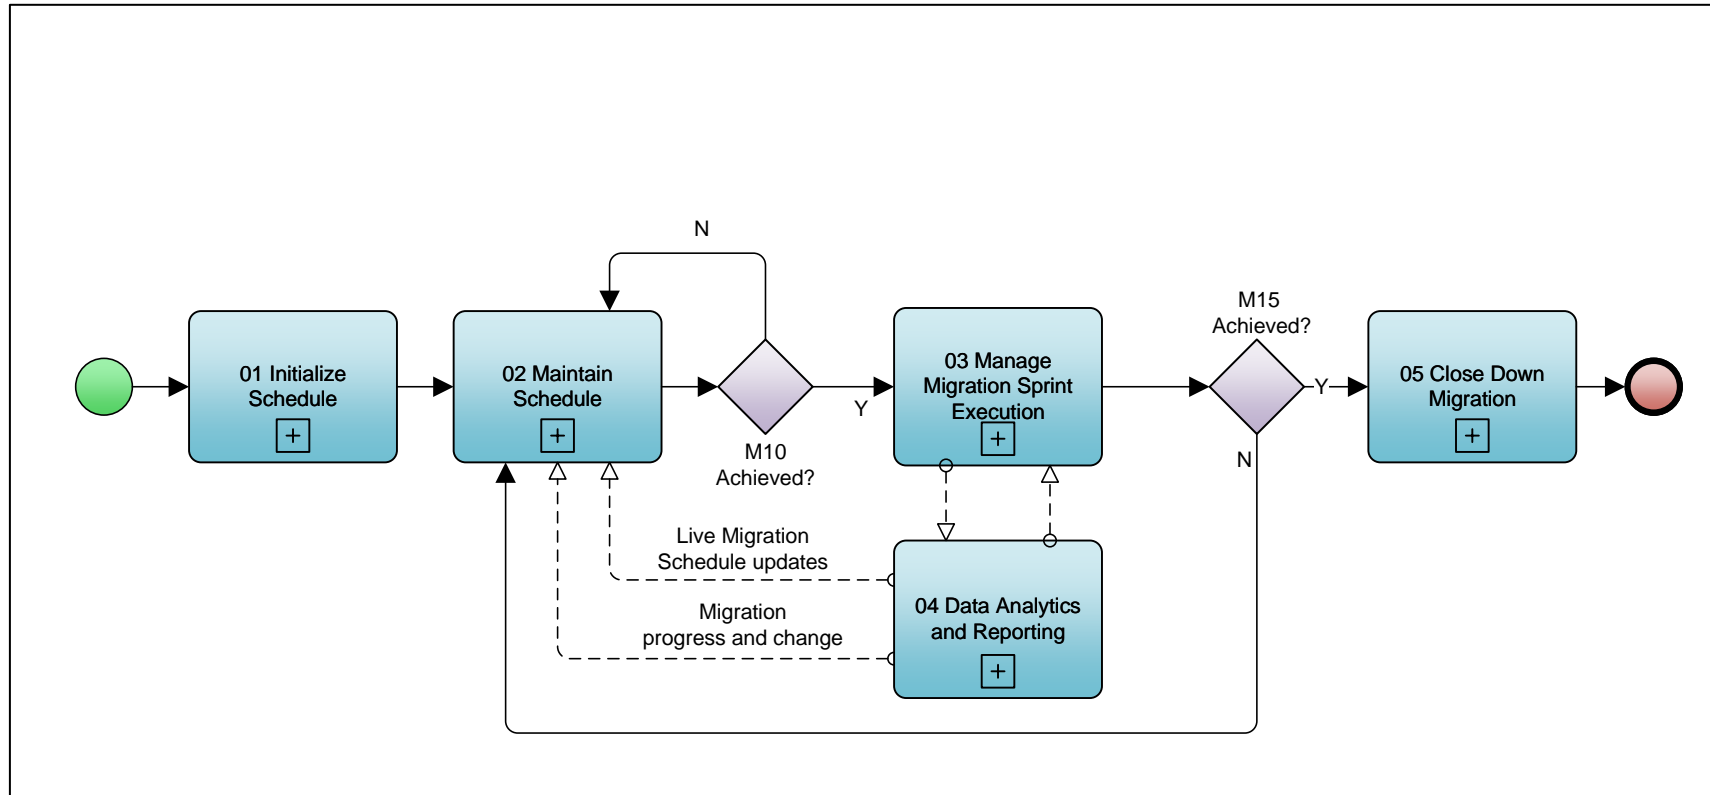 N
M15
Achieved?
01 Initialize
Schedule
02 Maintain
Schedule
03 Manage
Migration Sprint
Execution
Y
Y
05 Close Down
Migration
M10
Achieved?
N
Live Migration
Schedule updates
Migration
progress and change
04 Data Analytics
and Reporting